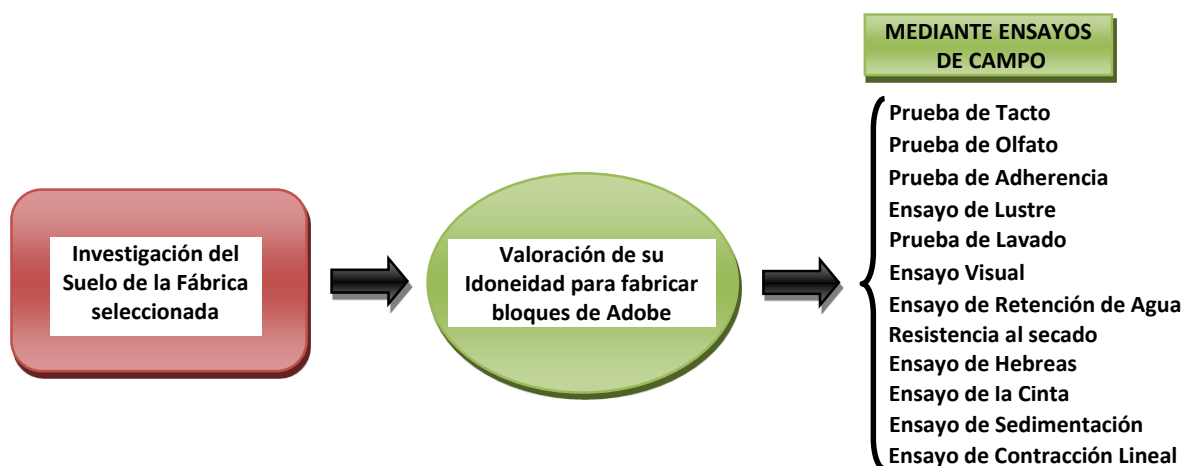 MEDIANTE ENSAYOS
DE CAMPO
Investigación del
Suelo de la Fábrica
seleccionada
Valoración de su
Idoneidad para fabricar
bloques de Adobe
Prueba de Tacto
Prueba de Olfato
Prueba de Adherencia
Ensayo de Lustre
Prueba de Lavado
Ensayo Visual
Ensayo de Retención de Agua
Resistencia al secado
Ensayo de Hebreas
Ensayo de la Cinta
Ensayo de Sedimentación
Ensayo de Contracción Lineal